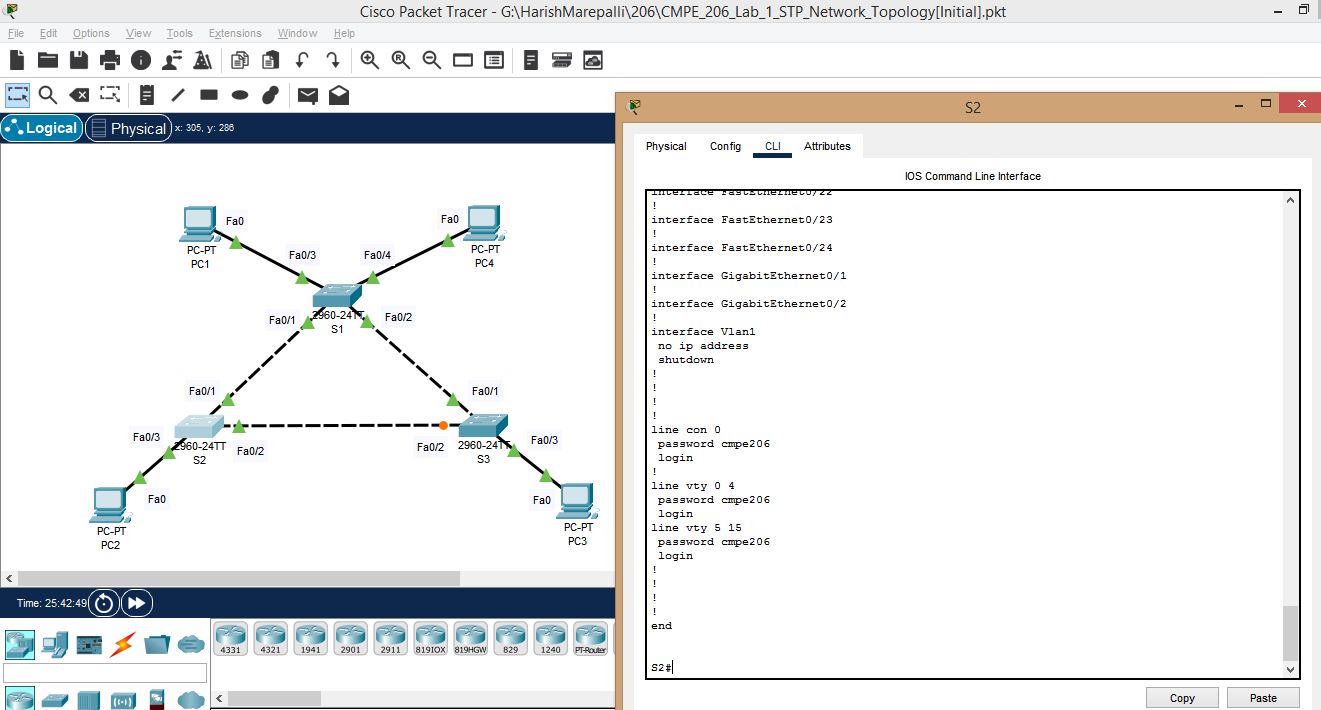 Cisco Packet Tracer - G:\HarishMarepalli\206\CMPE_206_Lab_1_STP_Network_Topology[Initial].pkt
File Edit Options View Tools Extensions Window Help
Logical Physical x: 305, y: 286
Fa0
PC-PT
PC1
Fa0
PC-PT
PC4
Fa0/3
Fa0/4
2960-24TT
S1
Fa0/1
Fa0/2
Fa0/1
Fa0/1
Fa0/3
2960-24TT
S2
Fa0/2
Fa0/2
2960-24TT
S3
Fa0/3
Fa0
PC-PT
PC2
Fa0
PC-PT
PC3
Time: 25:42:49
4331 4321 1941 2901 2911 819IOX 819HGW 829 1240 PT-Router
S2
Physical Config CLI Attributes
IOS Command Line Interface
interface FastEthernet0/22
!
interface FastEthernet0/23
!
interface FastEthernet0/24
!
interface GigabitEthernet0/1
!
interface GigabitEthernet0/2
!
interface Vlan1
no ip address
shutdown
!
!
!
!
line con 0
password cmpe206
login
!
line vty 0 4
password cmpe206
login
line vty 5 15
password cmpe206
login
!
!
!
!
end
S2#
Copy Paste